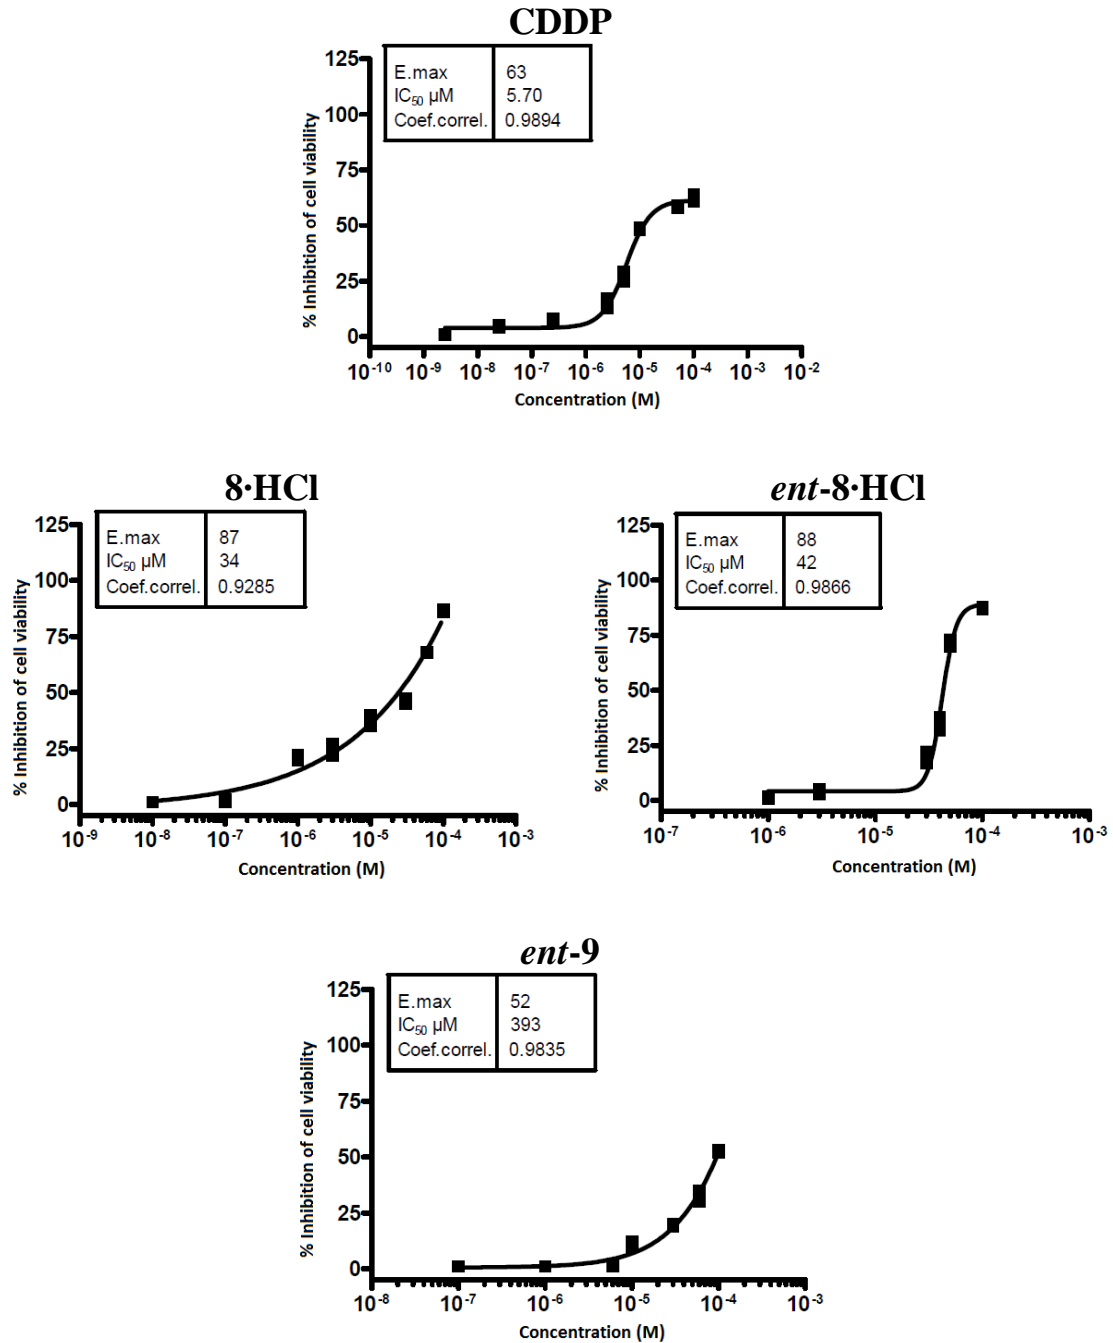 CDDP
E.max 63
IC₅₀ µM 5.70
Coef.correl. 0.9894
125
100
75
50
25
0
% Inhibition of cell viability
10⁻¹⁰ 10⁻⁹ 10⁻⁸ 10⁻⁷ 10⁻⁶ 10⁻⁵ 10⁻⁴ 10⁻³ 10⁻²
Concentration (M)
8·HCl
E.max 87
IC₅₀ µM 34
Coef.correl. 0.9285
125
100
75
50
25
0
% Inhibition of cell viability
10⁻⁹ 10⁻⁸ 10⁻⁷ 10⁻⁶ 10⁻⁵ 10⁻⁴ 10⁻³
Concentration (M)
ent-8·HCl
E.max 88
IC₅₀ µM 42
Coef.correl. 0.9866
125
100
75
50
25
0
% Inhibition of cell viability
10⁻⁷ 10⁻⁶ 10⁻⁵ 10⁻⁴ 10⁻³
Concentration (M)
ent-9
E.max 52
IC₅₀ µM 393
Coef.correl. 0.9835
125
100
75
50
25
0
% Inhibition of cell viability
10⁻⁸ 10⁻⁷ 10⁻⁶ 10⁻⁵ 10⁻⁴ 10⁻³
Concentration (M)